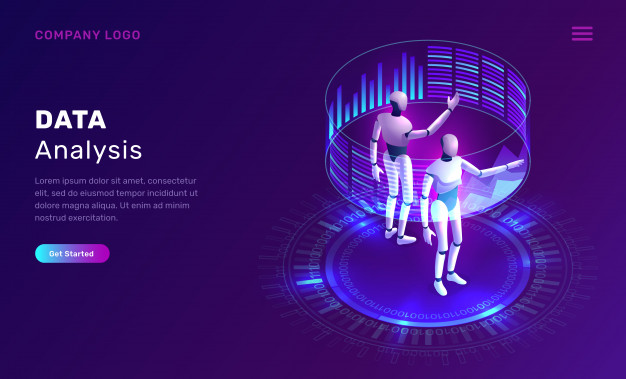 COMPANY LOGO
DATA
Analysis
Lorem ipsum dolor sit amet, consectetur
elit, sed do eiusmod tempor incididunt ut
dolore magna aliqua. Ut enim ad minim
nostrud exercitation.
Get Started